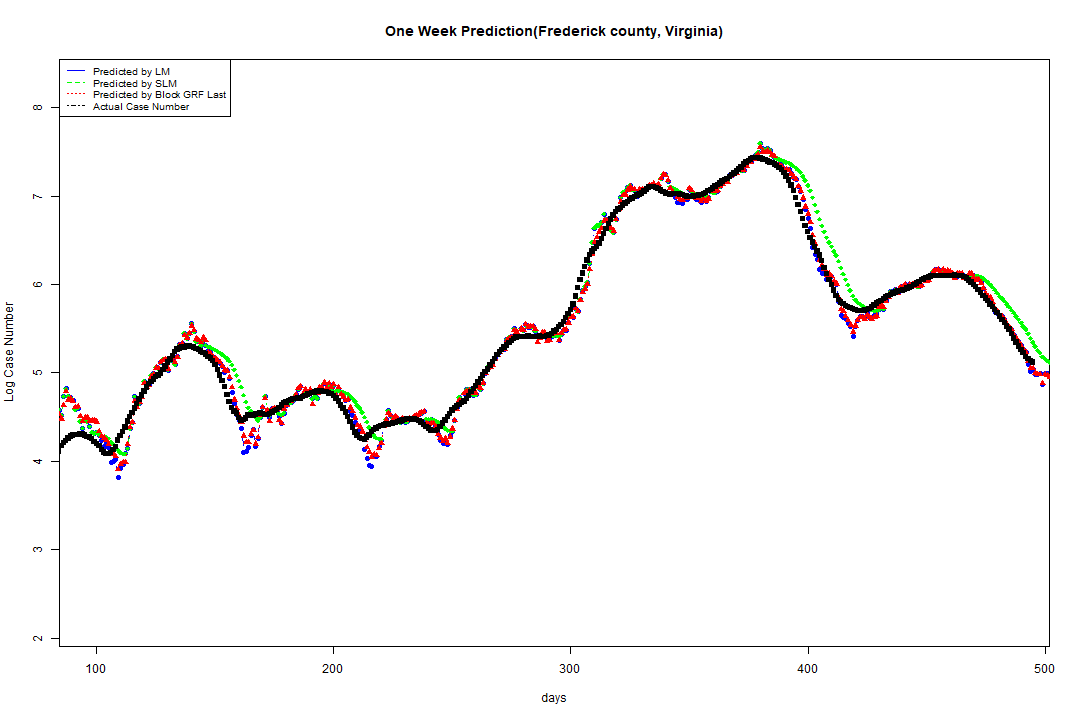 One Week Prediction(Frederick county, Virginia)
Predicted by LM
Predicted by SLM
Predicted by Block GRF Last
Actual Case Number
8
7
6
5
4
3
2
Log Case Number
100 200 300 400 500
days